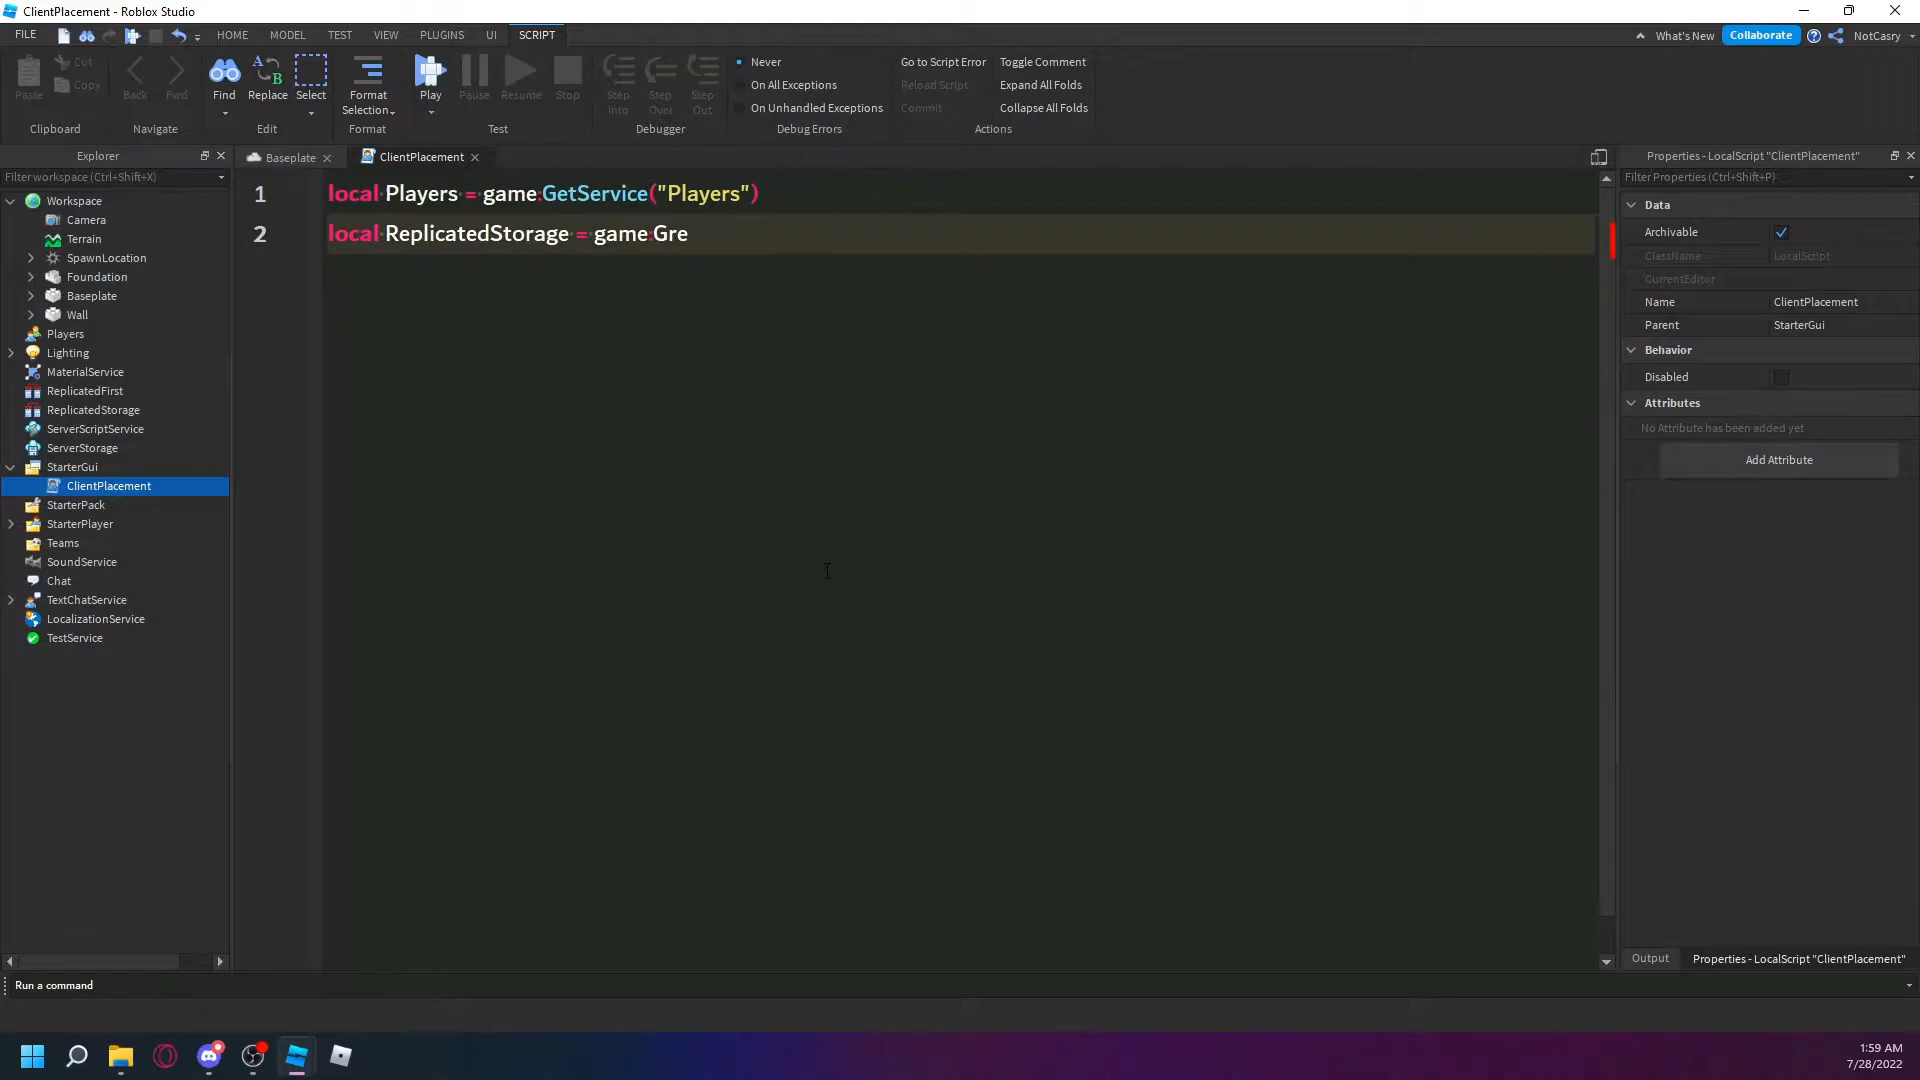 ClientPlacement - Roblox Studio
FILE HOME MODEL TEST VIEW PLUGINS UI SCRIPT What's New Collaborate NotCasry
Paste Cut Copy
Clipboard
Back Fwd
Navigate
Find Replace Select
Edit
Format Selection
Format
Play Pause Resume Stop
Test
Step Into Step Over Step Out
Debugger
Never
On All Exceptions
On Unhandled Exceptions
Debug Errors
Go to Script Error Toggle Comment
Reload Script Expand All Folds
Commit Collapse All Folds
Actions
Explorer
Filter workspace (Ctrl+Shift+X)
Workspace
Camera
Terrain
SpawnLocation
Foundation
Baseplate
Wall
Players
Lighting
MaterialService
ReplicatedFirst
ReplicatedStorage
ServerScriptService
ServerStorage
StarterGui
ClientPlacement
StarterPack
StarterPlayer
Teams
SoundService
Chat
TextChatService
LocalizationService
TestService
Baseplate ClientPlacement
1 local Players = game:GetService("Players")
2 local ReplicatedStorage = game:Gre
Properties - LocalScript "ClientPlacement"
Filter Properties (Ctrl+Shift+P)
Data
Archivable
ClassName LocalScript
CurrentEditor
Name ClientPlacement
Parent StarterGui
Behavior
Disabled
Attributes
No Attribute has been added yet
Add Attribute
Output Properties - LocalScript "ClientPlacement"
Run a command
1:59 AM
7/28/2022